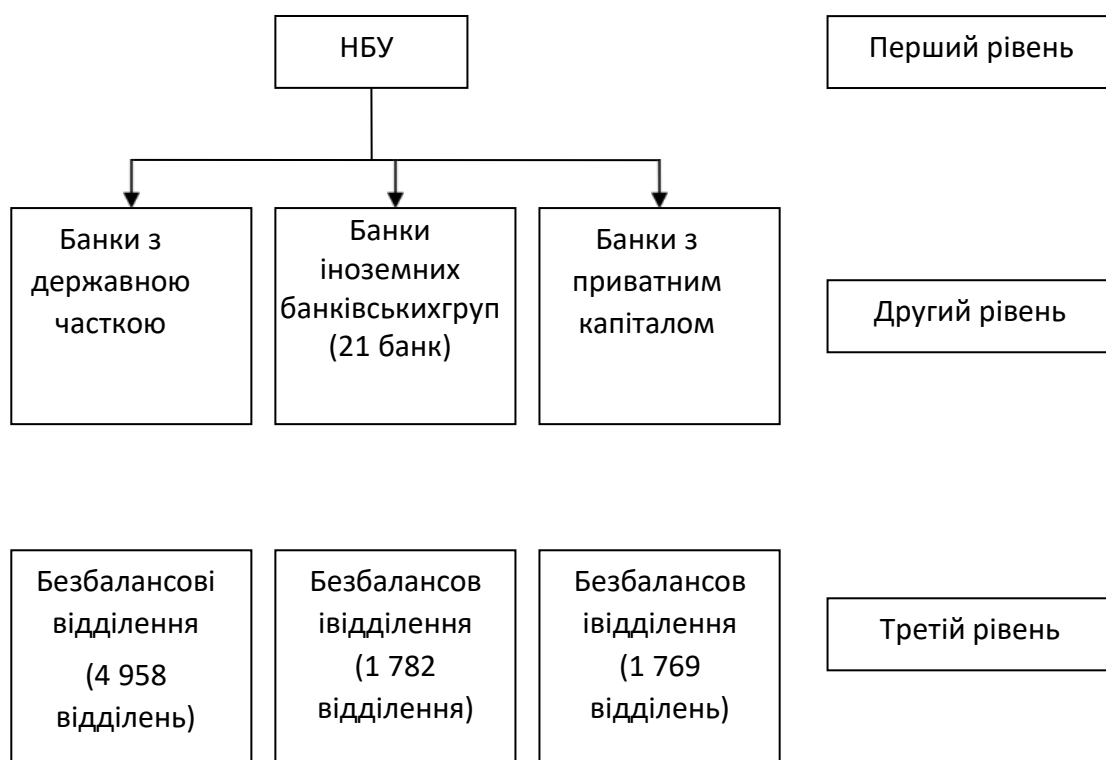 НБУ
Перший рівень
Банки з
державною
часткою
Банки
іноземних
банківськихгруп
(21 банк)
Банки з
приватним
капіталом
Другий рівень
Безбалансові
відділення
(4 958
відділень)
Безбалансов
івідділення
(1 782
відділення)
Безбалансов
івідділення
(1 769
відділень)
Третій рівень